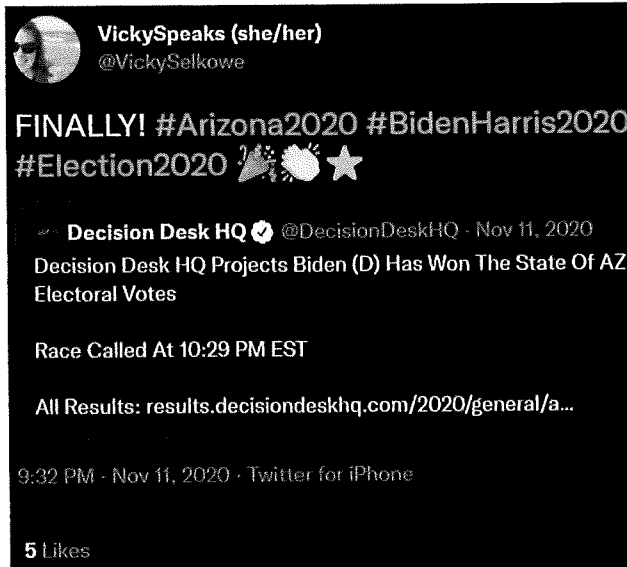 VickySpeaks (she/her)
@VickySelkowe
FINALLY! #Arizona2020 #BidenHarris2020
#Election2020 🎉👏⭐
Decision Desk HQ @DecisionDeskHQ · Nov 11, 2020
Decision Desk HQ Projects Biden (D) Has Won The State Of AZ
Electoral Votes
Race Called At 10:29 PM EST
All Results: results.decisiondeskhq.com/2020/general/a...
9:32 PM · Nov 11, 2020 · Twitter for iPhone
5 Likes